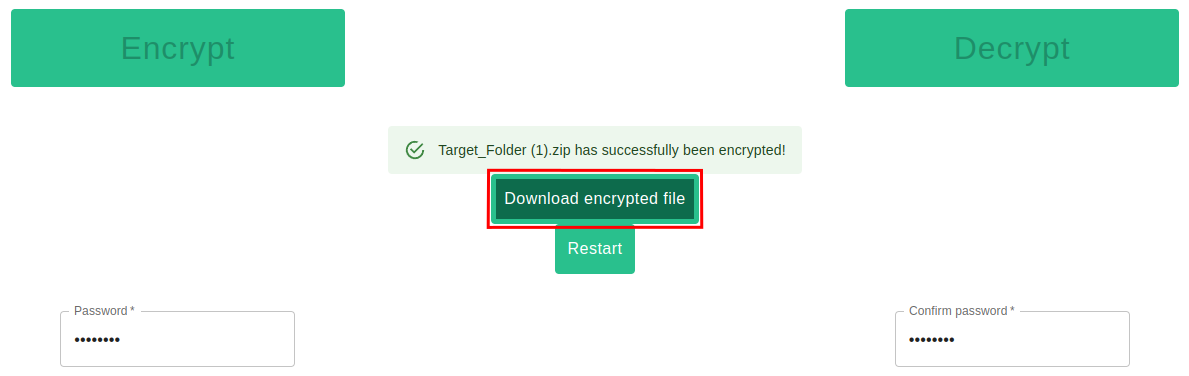 Encrypt
Decrypt
Target_Folder (1).zip has successfully been encrypted!
Download encrypted file
Restart
Password *
Confirm password *
••••••••
••••••••